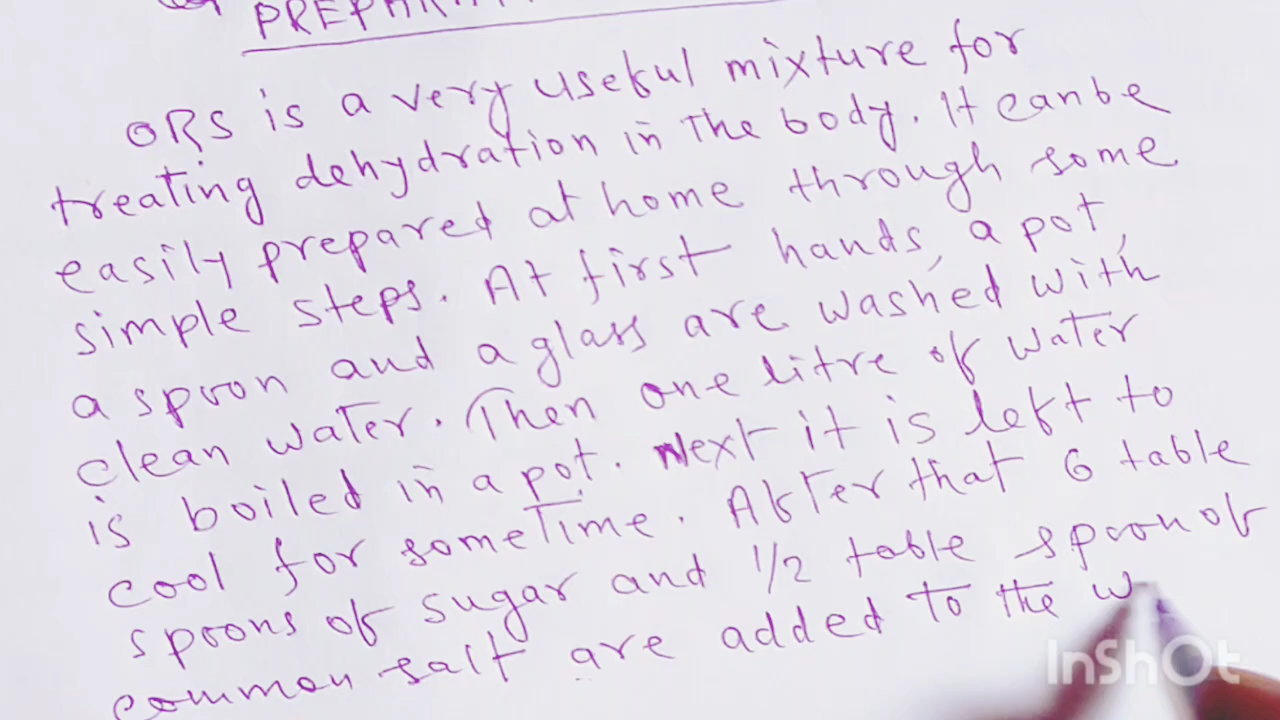 ORS is a very useful mixture for
treating dehydration in the body. It can be
easily prepared at home through some
simple steps. At first hands, a pot,
a spoon and a glass are washed with
clean water. Then one litre of water
is boiled in a pot. Next it is left to
cool for sometime. After that 6 table
spoons of sugar and 1/2 table spoon of
common salt are added to the w
InShOt